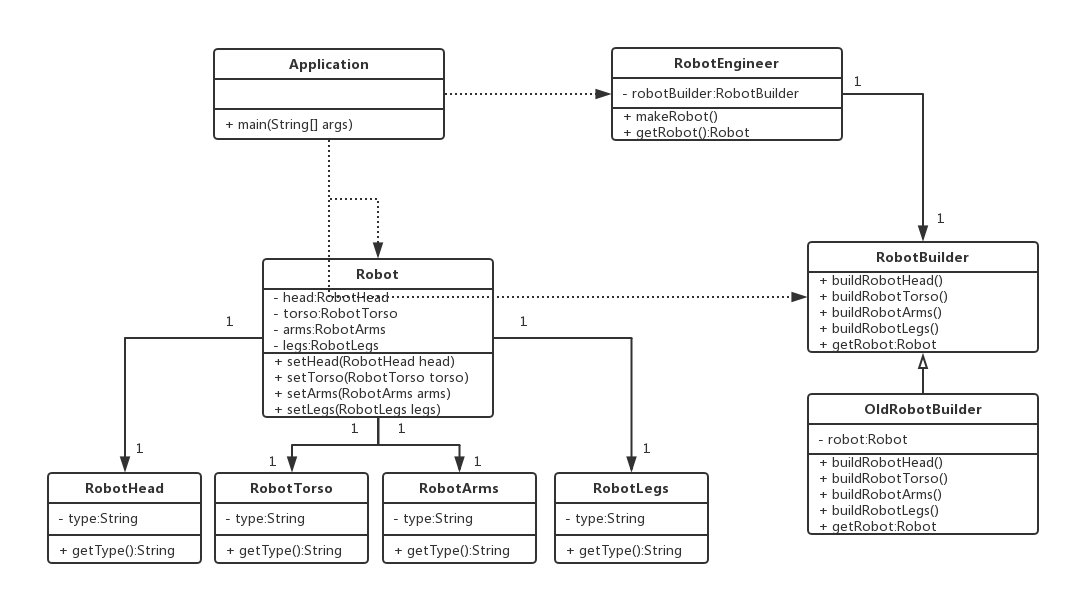 Application
+ main(String[] args)
RobotEngineer
- robotBuilder:RobotBuilder
+ makeRobot()
+ getRobot():Robot
1
1
RobotBuilder
+ buildRobotHead()
+ buildRobotTorso()
+ buildRobotArms()
+ buildRobotLegs()
+ getRobot:Robot
Robot
- head:RobotHead
- torso:RobotTorso
- arms:RobotArms
- legs:RobotLegs
+ setHead(RobotHead head)
+ setTorso(RobotTorso torso)
+ setArms(RobotArms arms)
+ setLegs(RobotLegs legs)
1
1
1
1
1
1
1
1
OldRobotBuilder
- robot:Robot
+ buildRobotHead()
+ buildRobotTorso()
+ buildRobotArms()
+ buildRobotLegs()
+ getRobot:Robot
RobotHead
- type:String
+ getType():String
RobotTorso
- type:String
+ getType():String
RobotArms
- type:String
+ getType():String
RobotLegs
- type:String
+ getType():String